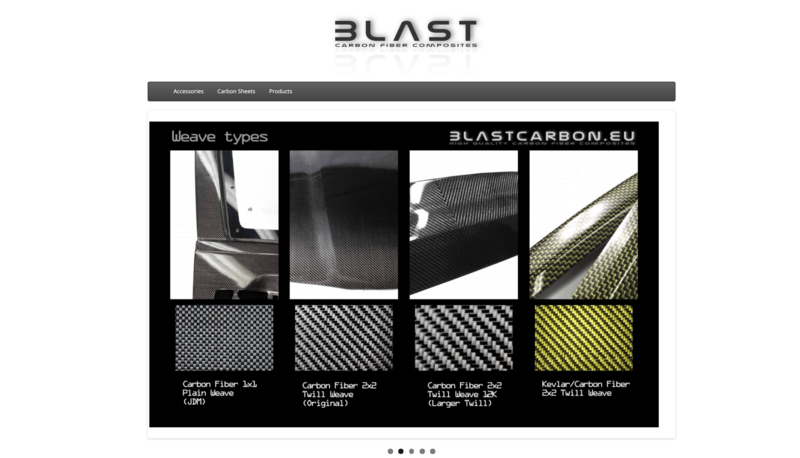 BLAST
CARBON FIBER COMPOSITES
Accessories Carbon Sheets Products
Weave types
BLASTCARBON.EU
HIGH QUALITY CARBON FIBER COMPOSITES
Carbon Fiber 1x1
Plain Weave
(JDM)
Carbon Fiber 2x2
Twill Weave
(Original)
Carbon Fiber 2x2
Twill Weave 12K
(Larger Twill)
Kevlar/Carbon Fiber
2x2 Twill Weave